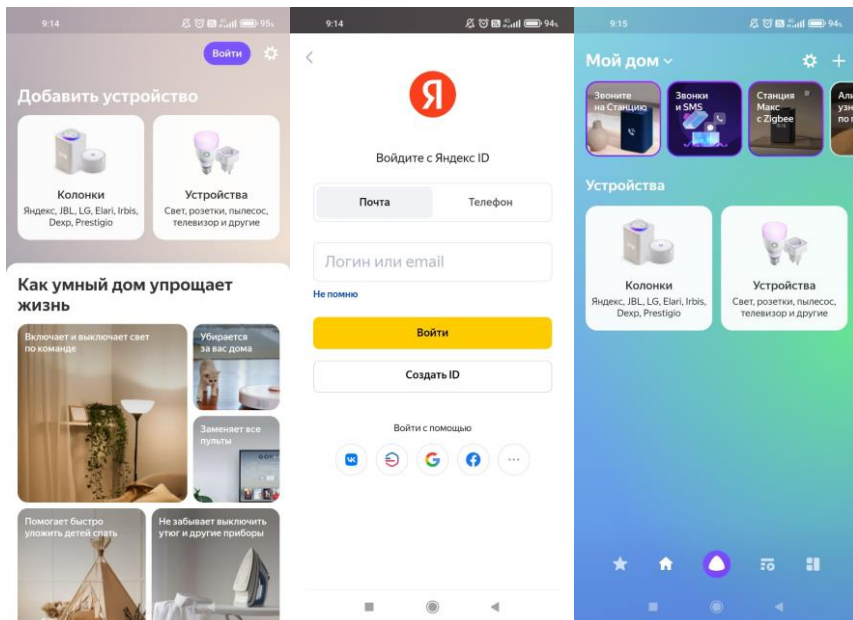 9:14
95%
Войти
Добавить устройство
Колонки
Яндекс, JBL, LG, Elari, Irbis,
Dexp, Prestigio
Устройства
Свет, розетки, пылесос,
телевизор и другие
Как умный дом упрощает
жизнь
Включает и выключает свет
по команде
Убирается
за вас дома
Заменяет все
пульты
Помогает быстро
уложить детей спать
Не забывает выключить
утюг и другие приборы
9:14
94%
Я
Войдите с Яндекс ID
Почта
Телефон
Логин или email
Не помню
Войти
Создать ID
Войти с помощью
9:15
94%
Мой дом
Звоните
на Станцию
Звонки
и SMS
Станция
Макс
с Zigbee
Али
узн
по г
Устройства
Колонки
Яндекс, JBL, LG, Elari, Irbis,
Dexp, Prestigio
Устройства
Свет, розетки, пылесос,
телевизор и другие